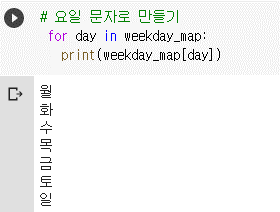 # 요일 문자로 만들기
for day in weekday_map:
print(weekday_map[day])
월
화
수
목
금
토
일